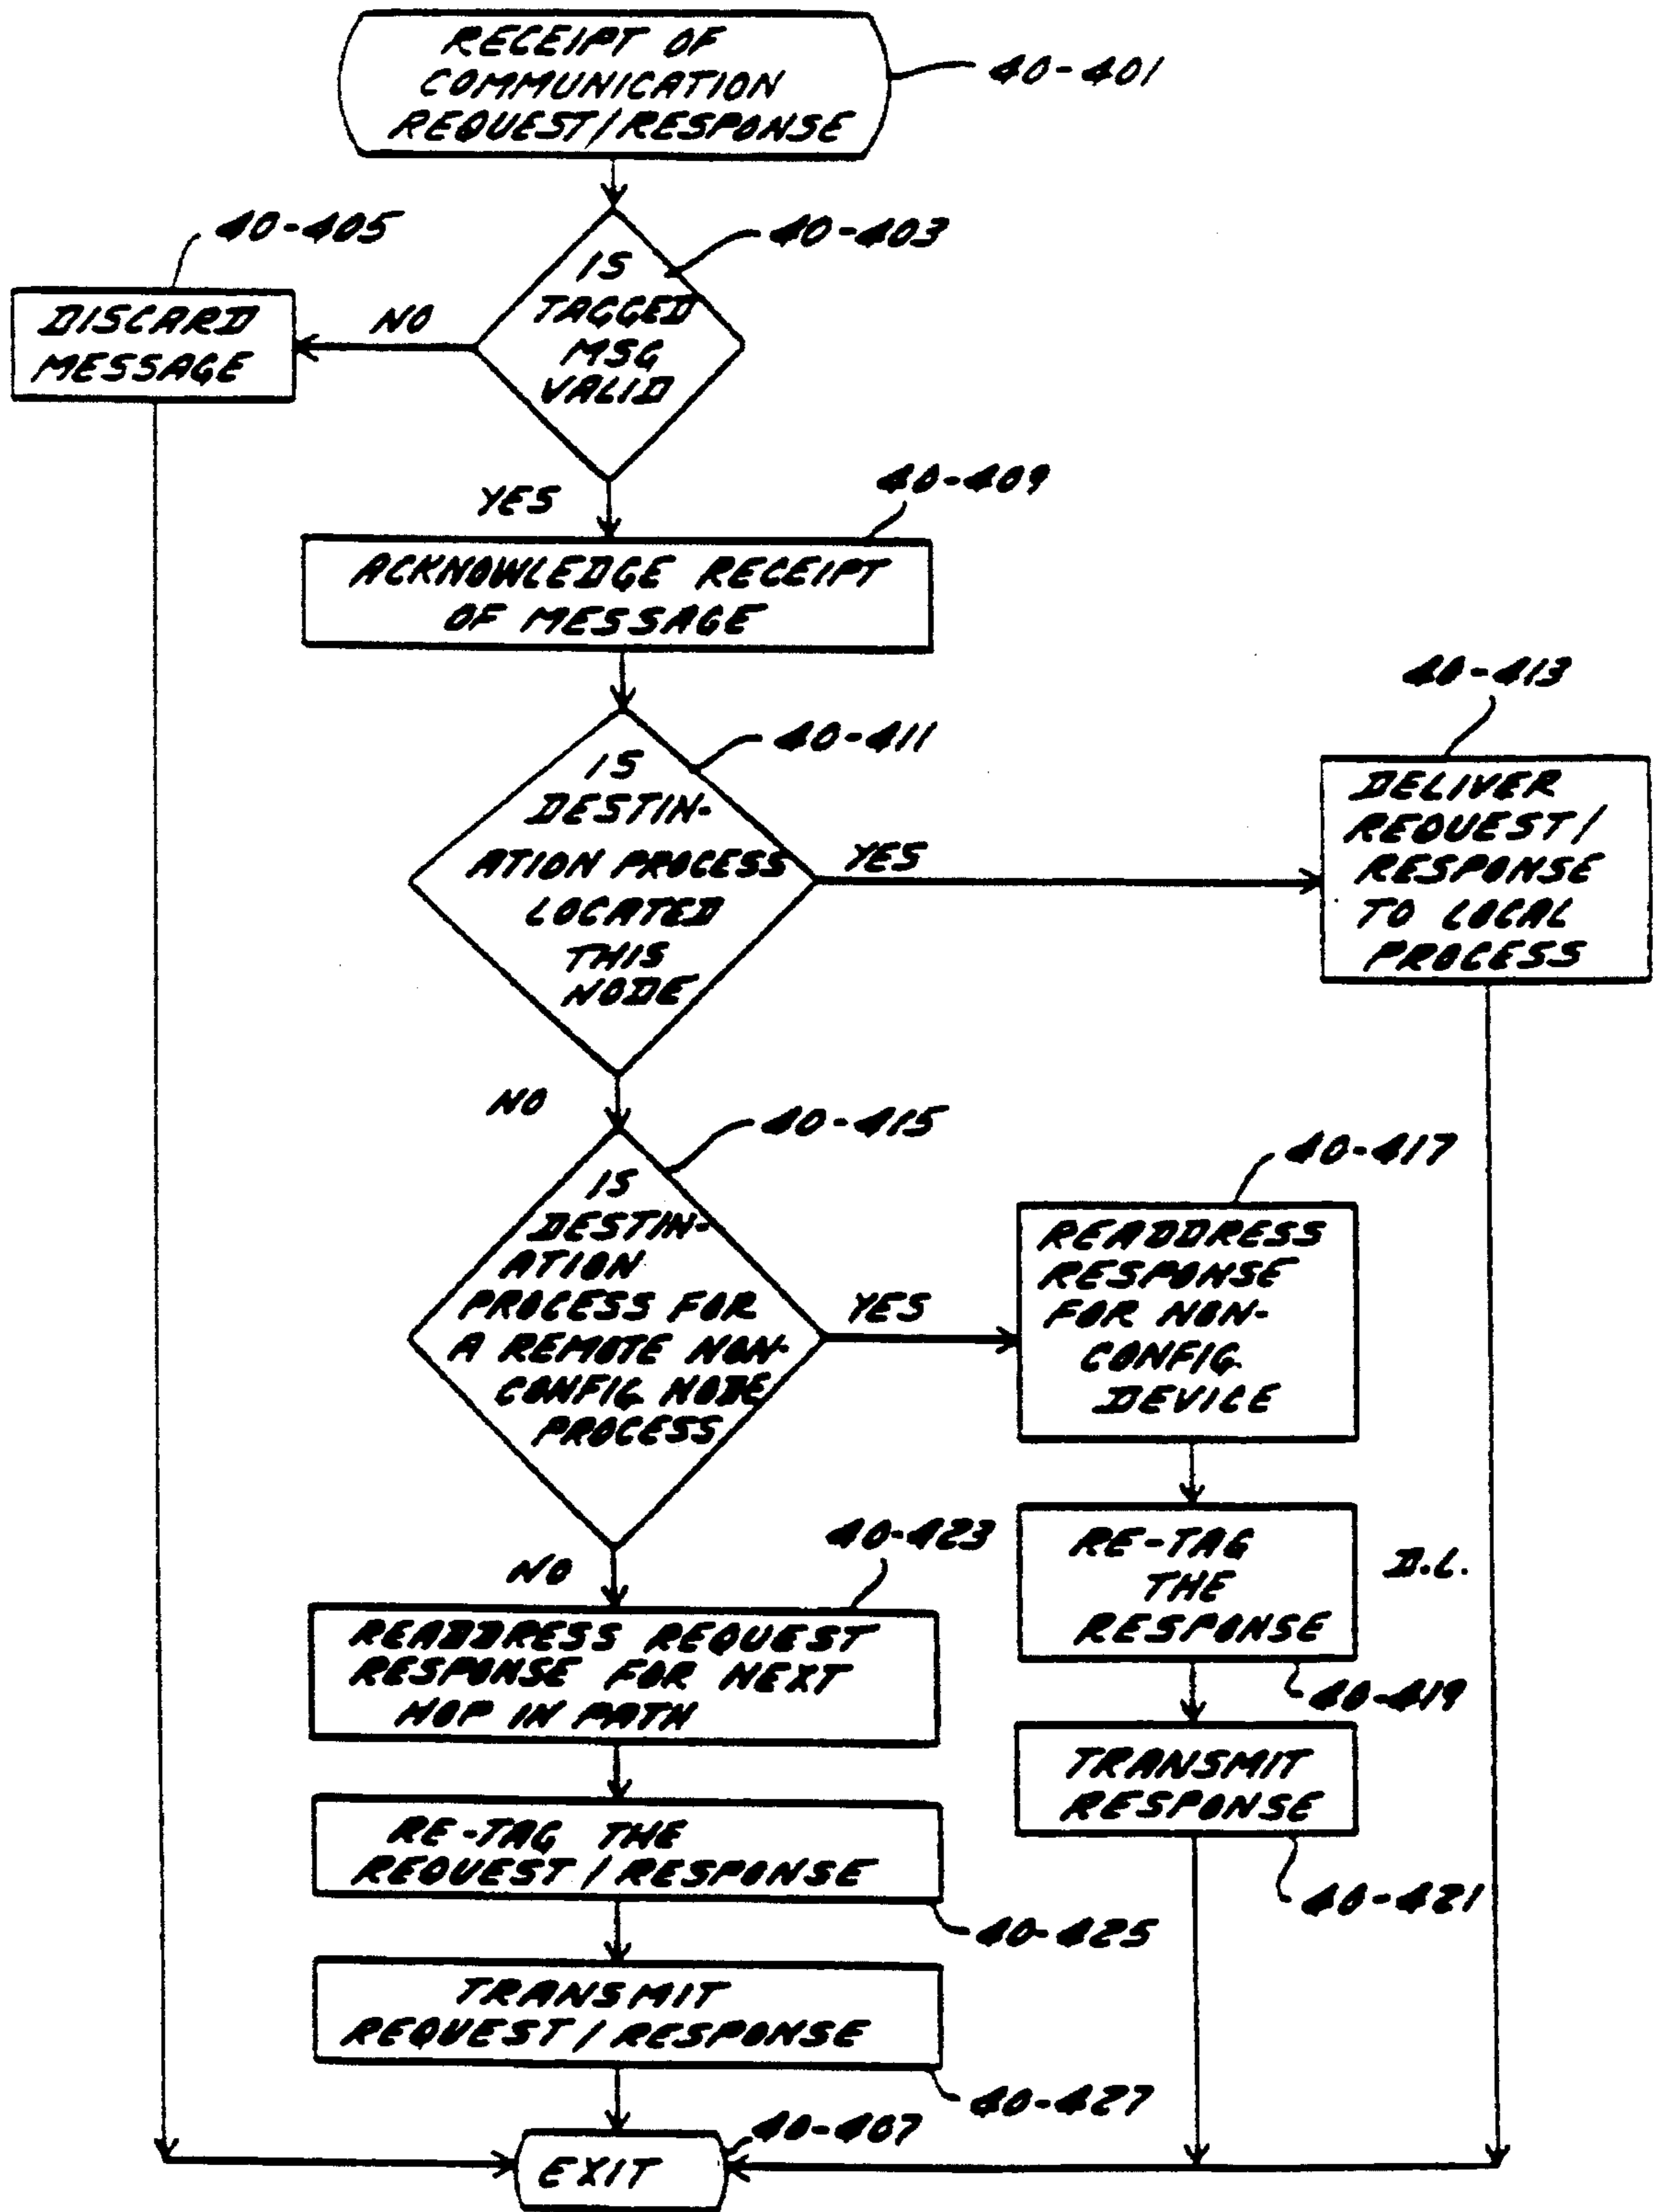 RECEIPT OF
COMMUNICATION
REQUEST/RESPONSE
40-401
40-405
40-403
DISCARD
MESSAGE
NO
IS
TAGGED
MSG
VALID
YES
40-409
ACKNOWLEDGE RECEIPT
OF MESSAGE
40-413
40-411
IS
DESTIN-
ATION PROCESS
LOCATED
THIS
NODE
YES
DELIVER
REQUEST/
RESPONSE
TO LOCAL
PROCESS
NO
40-415
40-417
IS
DESTIN-
ATION
PROCESS FOR
A REMOTE NON-
CONFIG. NODE
PROCESS
YES
READDRESS
RESPONSE
FOR NON-
CONFIG.
DEVICE
NO
40-423
RE-TAG
THE
RESPONSE
D.L.
40-419
READDRESS REQUEST
RESPONSE FOR NEXT
HOP IN PATH
TRANSMIT
RESPONSE
40-421
RE-TAG THE
REQUEST/RESPONSE
40-425
TRANSMIT
REQUEST/RESPONSE
40-427
40-407
EXIT